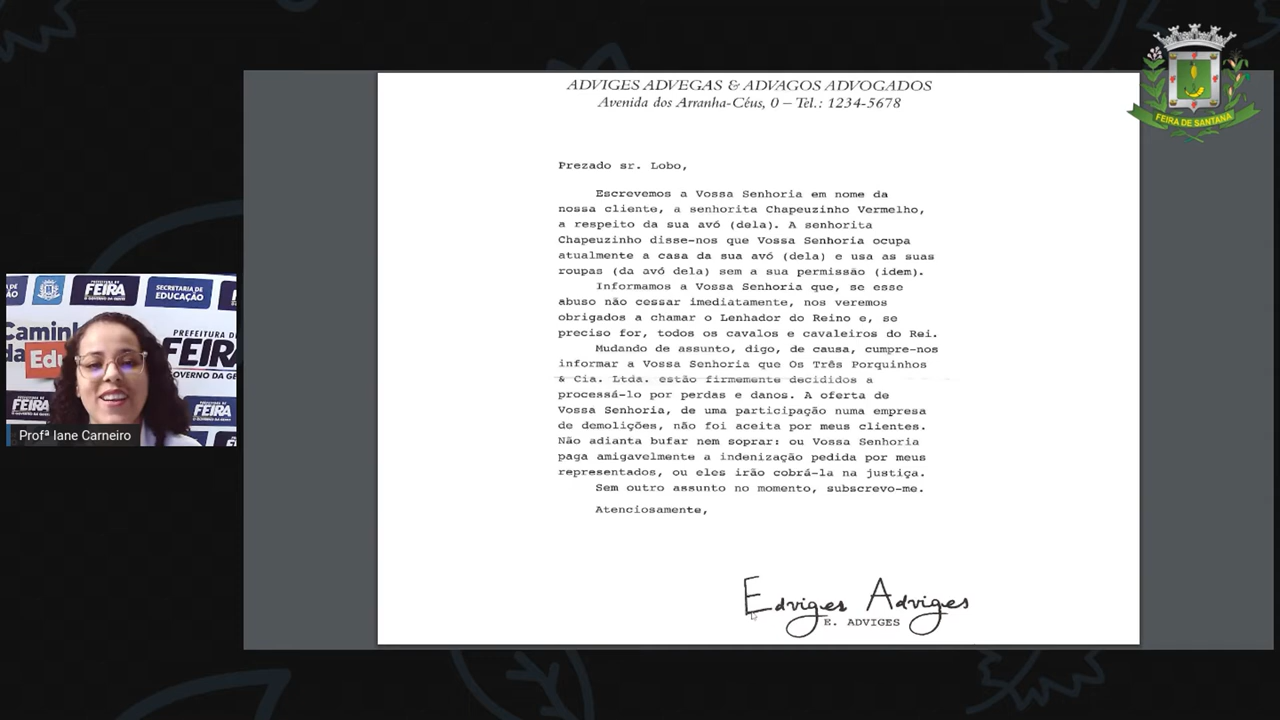 ADVIGES ADVEGAS & ADVAGOS ADVOGADOS
Avenida dos Arranha-Céus, 0 – Tel.: 1234-5678
FEIRA DE SANTANA
Prezado sr. Lobo,
Escrevemos a Vossa Senhoria em nome da
nossa cliente, a senhorita Chapeuzinho Vermelho,
a respeito da sua avó (dela). A senhorita
Chapeuzinho disse-nos que Vossa Senhoria ocupa
atualmente a casa da sua avó (dela) e usa as suas
roupas (da avó dela) sem a sua permissão (idem).
Informamos a Vossa Senhoria que, se esse
abuso não cessar imediatamente, nos veremos
obrigados a chamar o Lenhador do Reino e, se
preciso for, todos os cavalos e cavaleiros do Rei.
Mudando de assunto, digo, de causa, cumpre-nos
informar a Vossa Senhoria que Os Três Porquinhos
& Cia. Ltda. estão firmemente decididos a
processá-lo por perdas e danos. A oferta de
Vossa Senhoria, de uma participação numa empresa
de demolições, não foi aceita por meus clientes.
Não adianta bufar nem soprar: ou Vossa Senhoria
paga amigavelmente a indenização pedida por meus
representados, ou eles irão cobrá-la na justiça.
Sem outro assunto no momento, subscrevo-me.
Atenciosamente,
Edviges Adviges
E. ADVIGES
FEIRA
SECRETARIA DE
EDUCAÇÃO
Caminh
da
Edu
PREFEITURA DE
FEIRA
GOVERNO DA GE
FEIRA
FEIRA
Profª Iane Carneiro